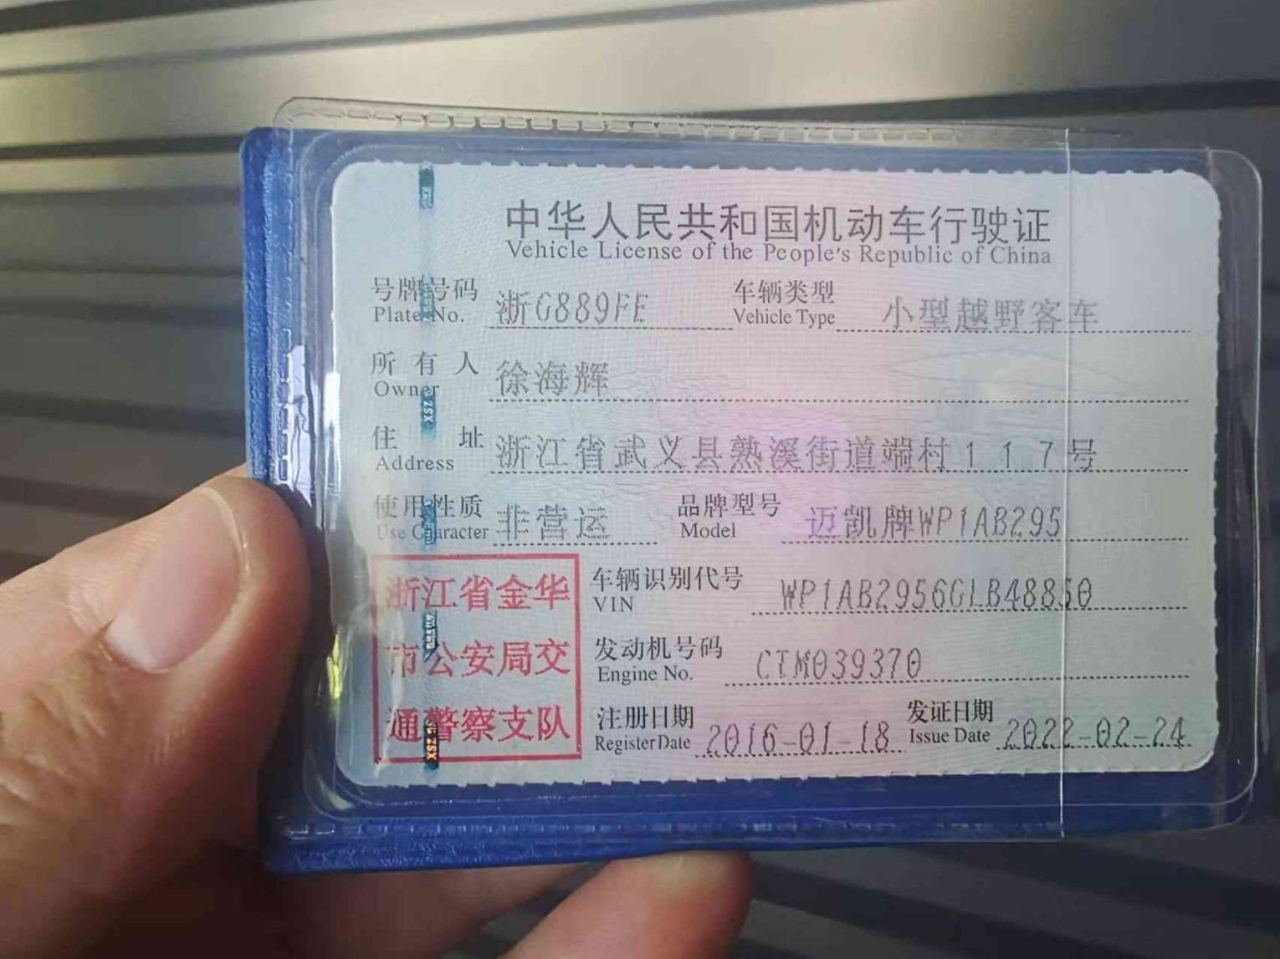 中华人民共和国机动车行驶证
Vehicle License of the People's Republic of China
号牌号码 浙G889FE 车辆类型 小型越野客车
Plate No. Vehicle Type
所有人 徐海辉
Owner
住址 浙江省武义县熟溪街道端村117号
Address
使用性质 非营运 品牌型号 迈凯牌WP1AB295
Use Character Model
浙江省金华
市公安局交
通警察支队
车辆识别代号 WP1AB2956GLB48850
VIN
发动机号码 CTM039370
Engine No.
注册日期 2016-01-18 发证日期 2022-02-24
Register Date Issue Date